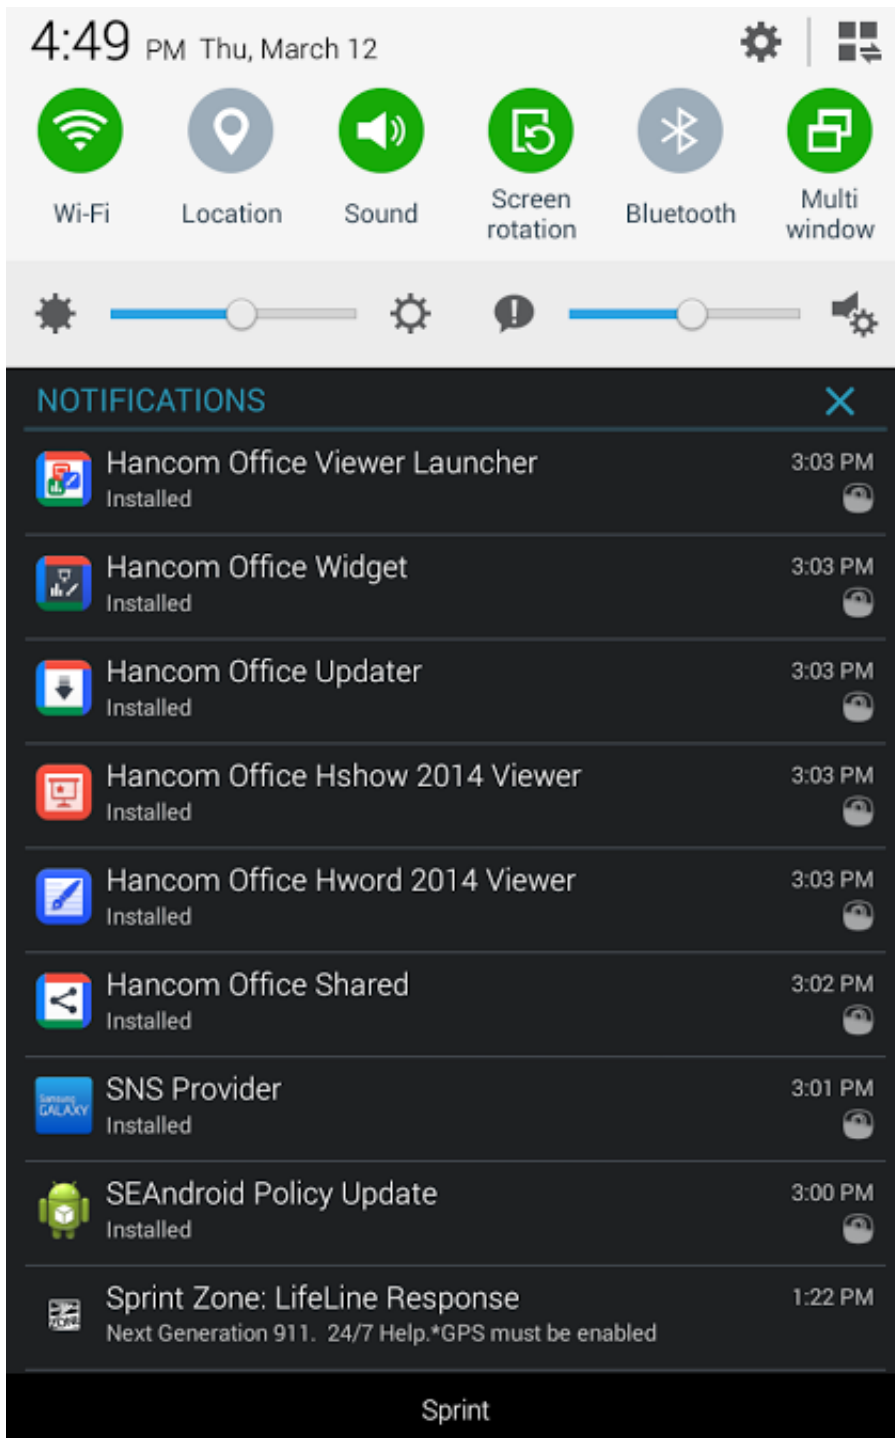 4:49 PM Thu, March 12
Wi-Fi
Location
Sound
Screen
rotation
Bluetooth
Multi
window
NOTIFICATIONS
Hancom Office Viewer Launcher 3:03 PM
Installed
Hancom Office Widget 3:03 PM
Installed
Hancom Office Updater 3:03 PM
Installed
Hancom Office Hshow 2014 Viewer 3:03 PM
Installed
Hancom Office Hword 2014 Viewer 3:03 PM
Installed
Hancom Office Shared 3:02 PM
Installed
Samsung
GALAXY
SNS Provider 3:01 PM
Installed
SEAndroid Policy Update 3:00 PM
Installed
Sprint Zone: LifeLine Response 1:22 PM
Next Generation 911.  24/7 Help.*GPS must be enabled
Sprint